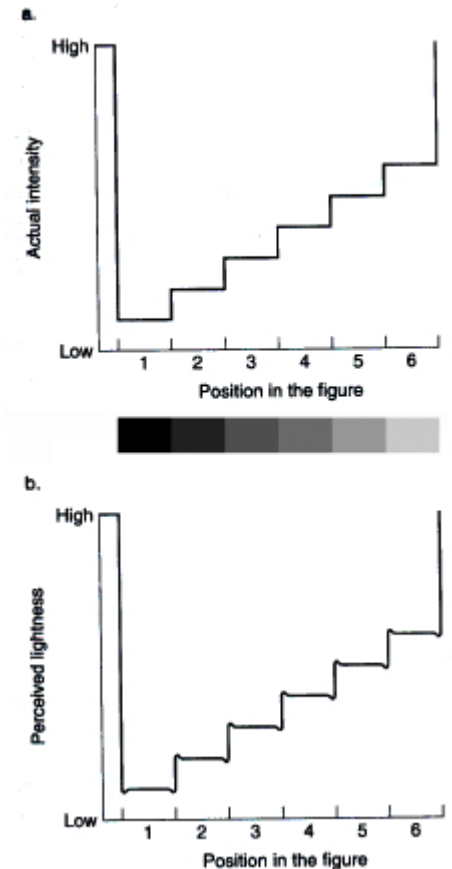 a.
High
Actual intensity
Low
1 2 3 4 5 6
Position in the figure
b.
High
Perceived lightness
Low
1 2 3 4 5 6
Position in the figure